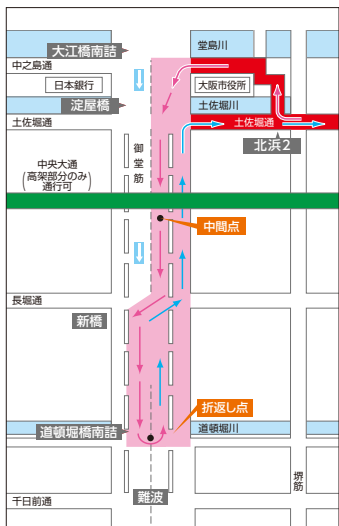 大江橋南詰
堂島川
中之島通
日本銀行
大阪市役所
淀屋橋
土佐堀川
土佐堀通
北浜2
御堂筋
中央大通
(高架部分のみ
通行可)
中間点
長堀通
新橋
折返し点
道頓堀橋南詰
道頓堀川
堺筋
難波
千日前通